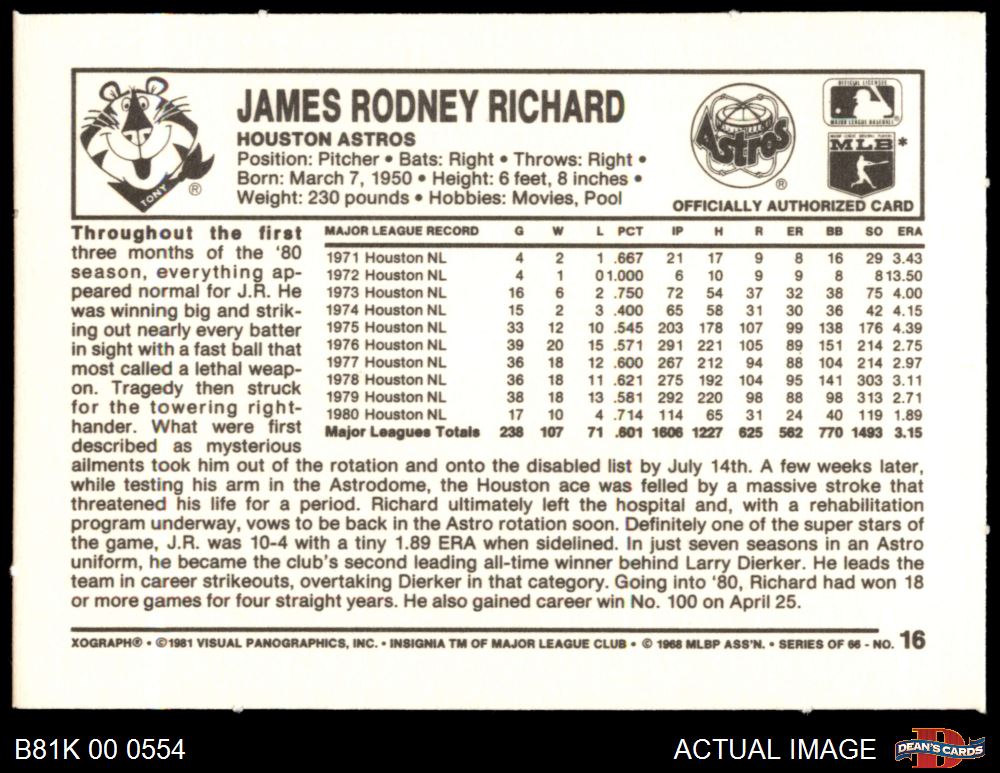 JAMES RODNEY RICHARD
HOUSTON ASTROS
Position: Pitcher • Bats: Right • Throws: Right •
Born: March 7, 1950 • Height: 6 feet, 8 inches •
Weight: 230 pounds • Hobbies: Movies, Pool
TONY
®
Astros
®
OFFICIAL LICENSEE
MAJOR LEAGUE BASEBALL®
MLB *
OFFICIALLY AUTHORIZED CARD
Throughout the first
three months of the '80
season, everything ap-
peared normal for J.R. He
was winning big and strik-
ing out nearly every batter
in sight with a fast ball that
most called a lethal weap-
on. Tragedy then struck
for the towering right-
hander. What were first
described as mysterious
MAJOR LEAGUE RECORD G W L PCT IP H R ER BB SO ERA
1971 Houston NL 4 2 1 .667 21 17 9 8 16 29 3.43
1972 Houston NL 4 1 0 1.000 6 10 9 9 8 8 13.50
1973 Houston NL 16 6 2 .750 72 54 37 32 38 75 4.00
1974 Houston NL 15 2 3 .400 65 58 31 30 36 42 4.15
1975 Houston NL 33 12 10 .545 203 178 107 99 138 176 4.39
1976 Houston NL 39 20 15 .571 291 221 105 89 151 214 2.75
1977 Houston NL 36 18 12 .600 267 212 94 88 104 214 2.97
1978 Houston NL 36 18 11 .621 275 192 104 95 141 303 3.11
1979 Houston NL 38 18 13 .581 292 220 98 88 98 313 2.71
1980 Houston NL 17 10 4 .714 114 65 31 24 40 119 1.89
Major Leagues Totals 238 107 71 .601 1606 1227 625 562 770 1493 3.15
ailments took him out of the rotation and onto the disabled list by July 14th. A few weeks later,
while testing his arm in the Astrodome, the Houston ace was felled by a massive stroke that
threatened his life for a period. Richard ultimately left the hospital and, with a rehabilitation
program underway, vows to be back in the Astro rotation soon. Definitely one of the super stars of
the game, J.R. was 10-4 with a tiny 1.89 ERA when sidelined. In just seven seasons in an Astro
uniform, he became the club's second leading all-time winner behind Larry Dierker. He leads the
team in career strikeouts, overtaking Dierker in that category. Going into '80, Richard had won 18
or more games for four straight years. He also gained career win No. 100 on April 25.
XOGRAPH® • ©1981 VISUAL PANOGRAPHICS, INC. • INSIGNIA TM OF MAJOR LEAGUE CLUB • © 1968 MLBP ASS'N. • SERIES OF 66 - NO. 16
B81K 00 0554
ACTUAL IMAGE
DEAN'S CARDS